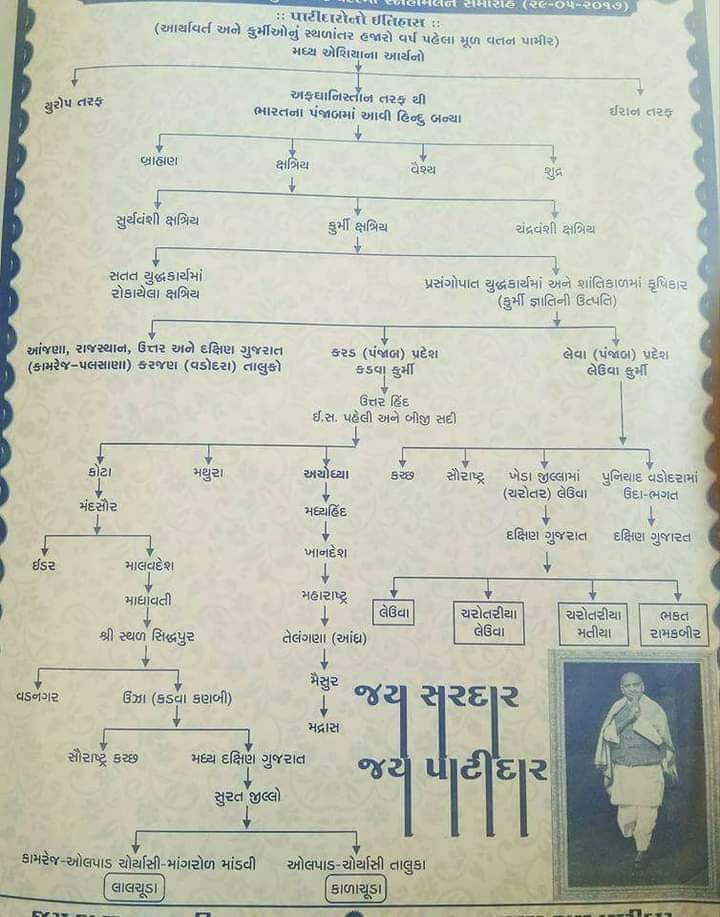 સમારોહ (૨૯-૦૫-૨૦૧૭)
:: પાટીદારોનો ઈતિહાસ ::
(આર્યાવર્ત અને કુર્મીઓનું સ્થળાંતર હજારો વર્ષ પહેલા મૂળ વતન પામીર)
મધ્ય એશિયાના આર્યનો
યુરોપ તરફ
અફઘાનિસ્તાન તરફ થી
ભારતના પંજાબમાં આવી હિન્દુ બન્યા
ઈરાન તરફ
બ્રાહ્મણ ક્ષત્રિય વૈશ્ય શુદ્ર
સુર્યવંશી ક્ષત્રિય કુર્મી ક્ષત્રિય ચંદ્રવંશી ક્ષત્રિય
સતત યુદ્ધકાર્યમાં
રોકાયેલા ક્ષત્રિય
પ્રસંગોપાત યુદ્ધકાર્યમાં અને શાંતિકાળમાં કૃષિકાર
(કુર્મી જ્ઞાતિની ઉત્પતિ)
આંજણા, રાજસ્થાન, ઉત્તર અને દક્ષિણ ગુજરાત
(કામરેજ-પલસાણા) કરજણ (વડોદરા) તાલુકો
કરડ (પંજાબ) પ્રદેશ
કડવા કુર્મી
લેવા (પંજાબ) પ્રદેશ
લેઉવા કુર્મી
ઉત્તર હિંદ
ઈ.સ. પહેલી અને બીજી સદી
કોટા મથુરા અયોધ્યા
કચ્છ સૌરાષ્ટ્ર
ખેડા જીલ્લામાં
(ચરોતર) લેઉવા
પુનિયાદ વડોદરામાં
ઉદા-ભગત
મંદસૌર
મધ્યહિંદ
દક્ષિણ ગુજરાત દક્ષિણ ગુજરાત
ઈડર માલવદેશ
ખાનદેશ
માધાવતી
મહારાષ્ટ્ર
લેઉવા
ચરોતરીયા
લેઉવા
ચરોતરીયા
મતીયા
ભકત
રામકબીર
શ્રી સ્થળ સિદ્ધપુર
તેલંગાણા (આંધ્ર)
વડનગર ઉંઝા (કડવા કણબી)
મૈસુર
મદ્રાસ
જય સરદાર
જય પાટીદાર
સૌરાષ્ટ્ર કચ્છ મધ્ય દક્ષિણ ગુજરાત
સુરત જીલ્લો
કામરેજ-ઓલપાડ ચોર્યાસી-માંગરોળ માંડવી
લાલચૂડા
ઓલપાડ-ચોર્યાસી તાલુકા
કાળાચૂડા